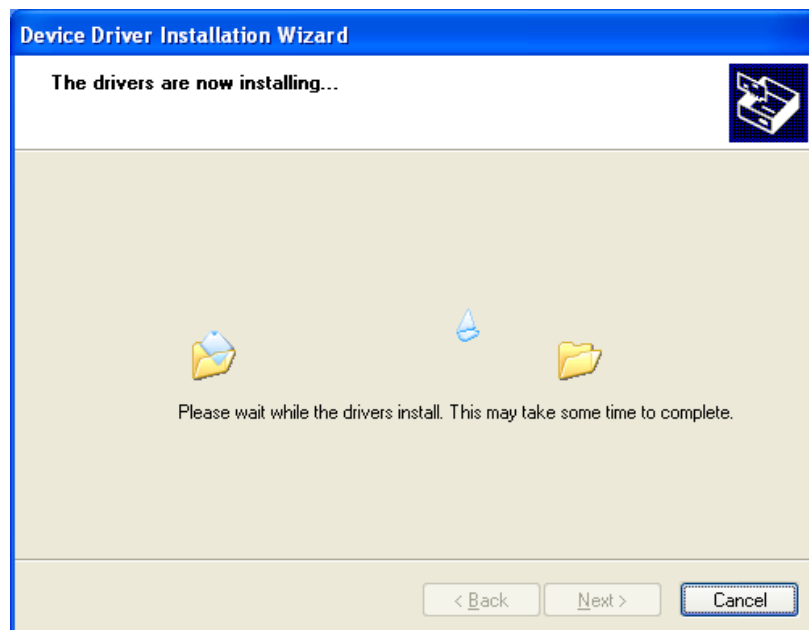 Device Driver Installation Wizard
The drivers are now installing...
Please wait while the drivers install. This may take some time to complete.
< Back
Next >
Cancel